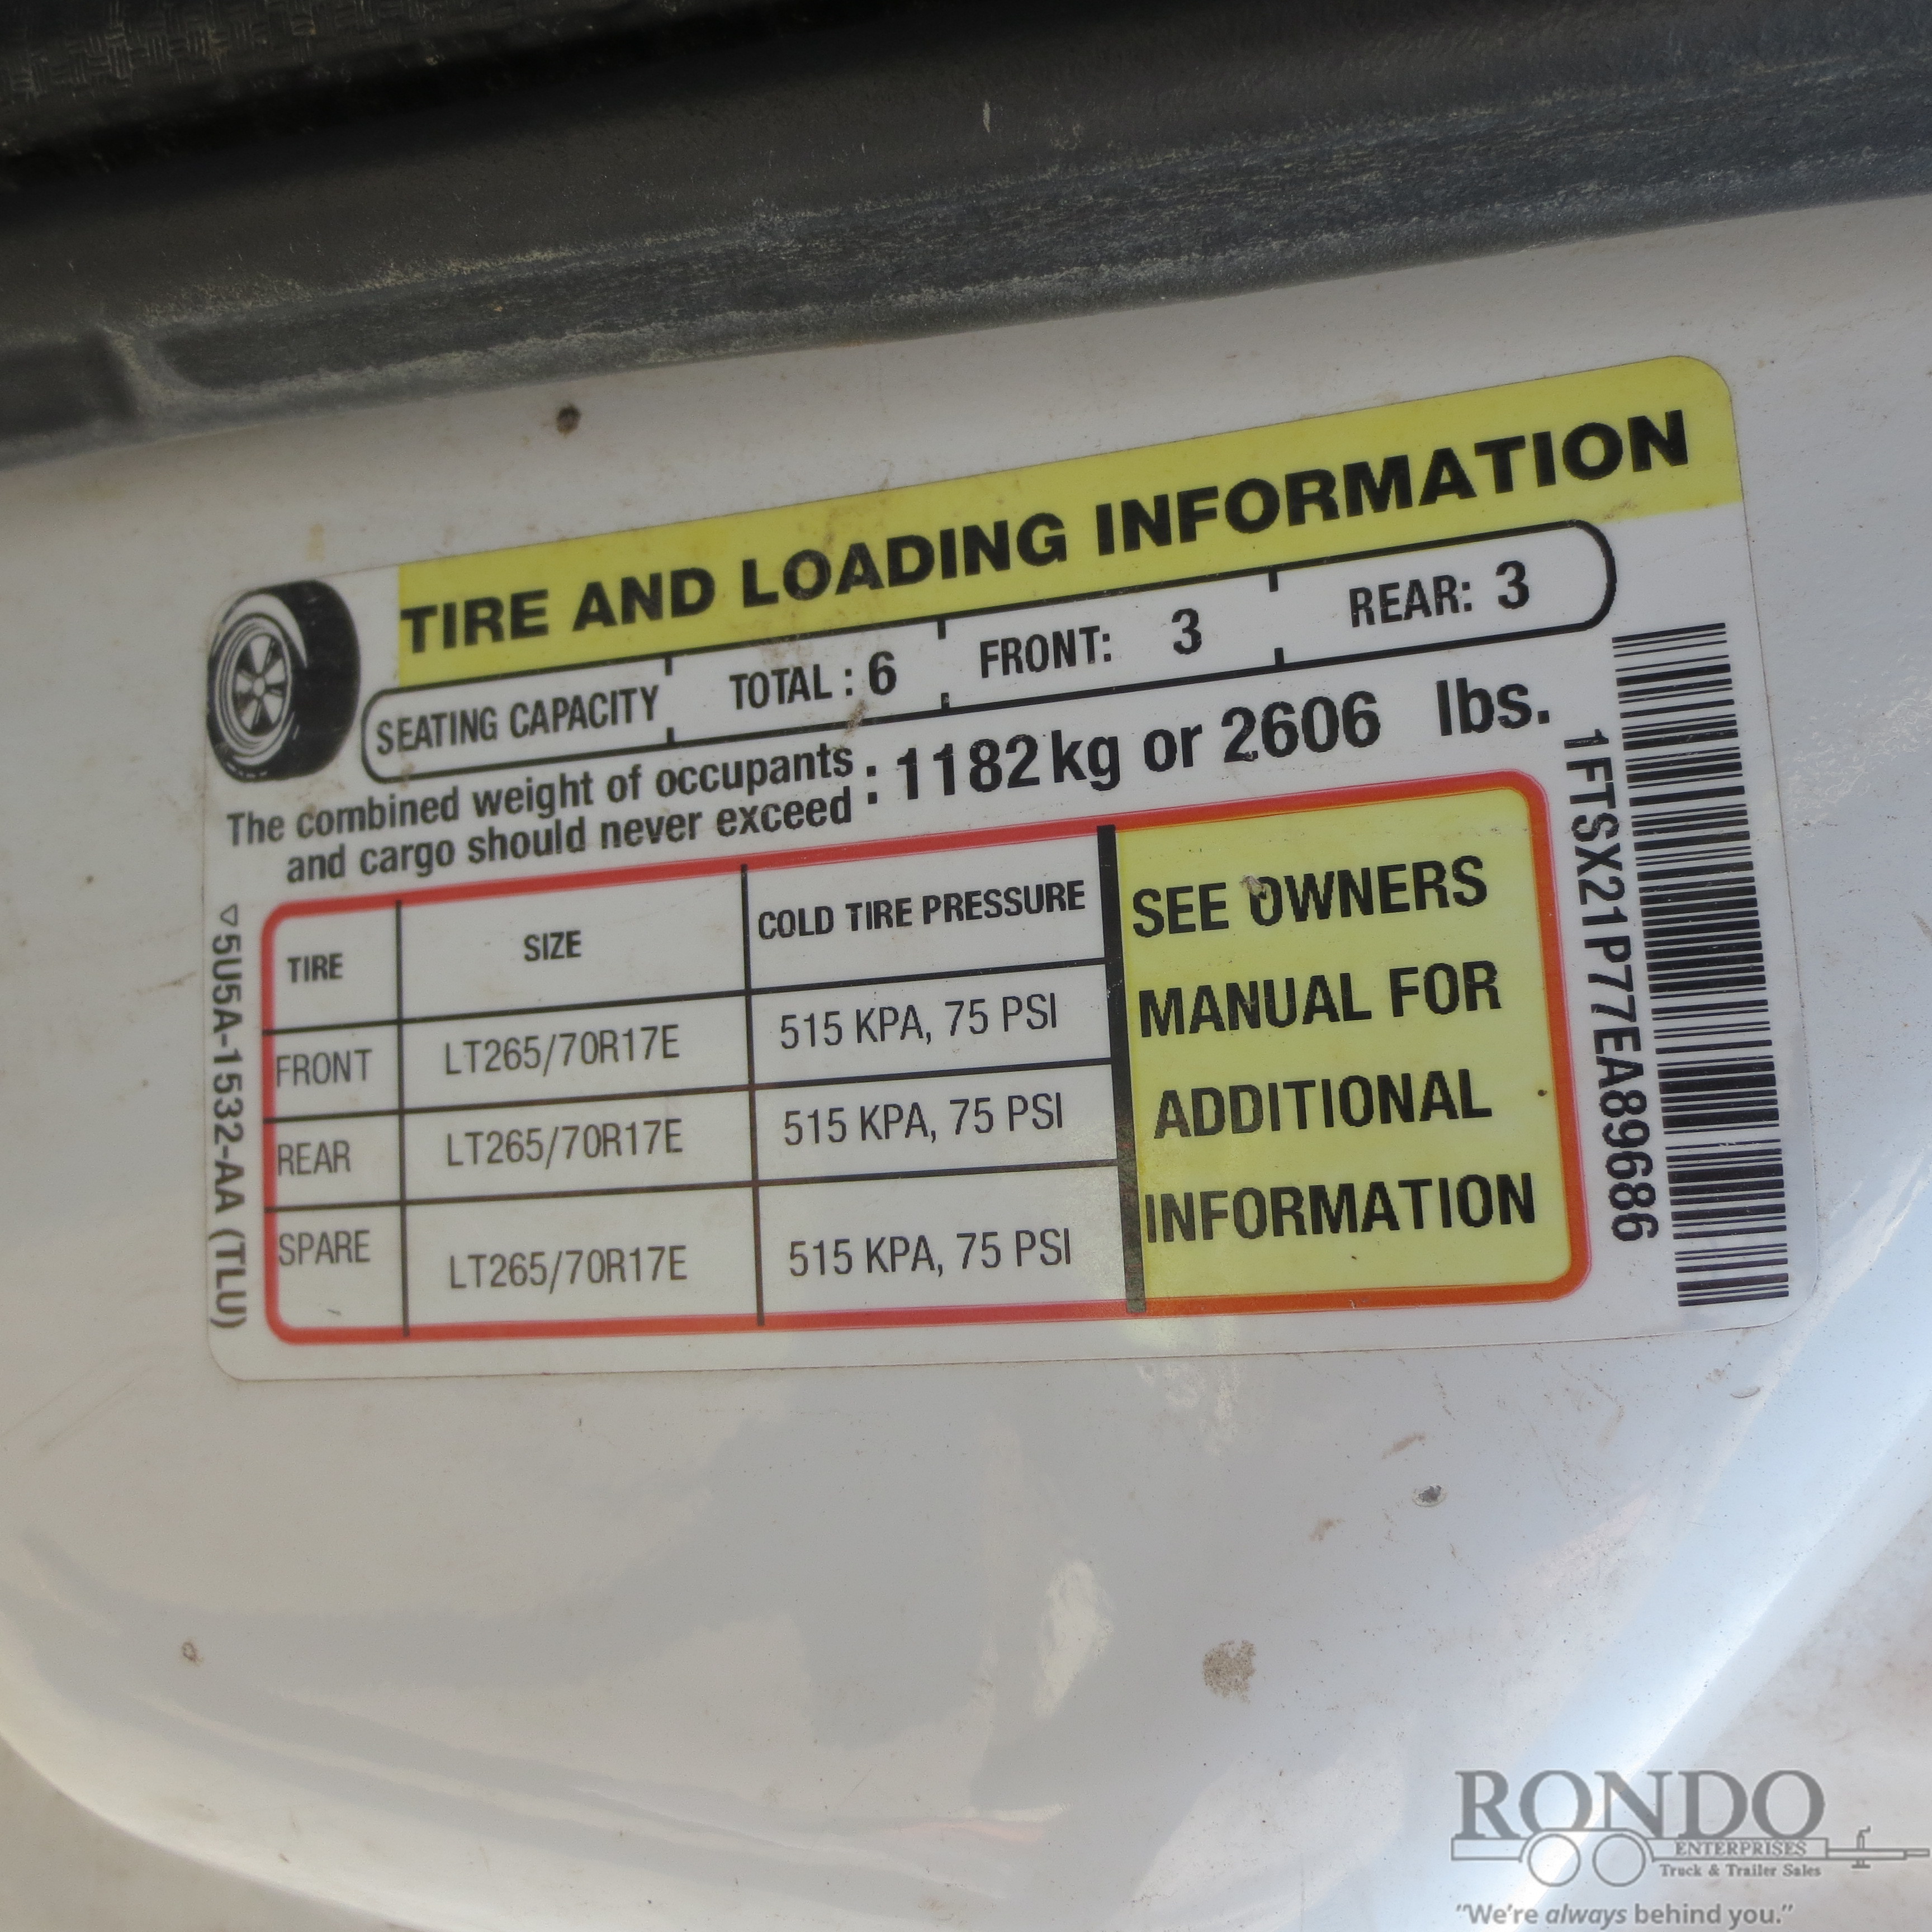 TIRE AND LOADING INFORMATION
SEATING CAPACITY TOTAL : 6 FRONT: 3 REAR: 3
The combined weight of occupants
and cargo should never exceed : 1182 kg or 2606 lbs.
TIRE SIZE COLD TIRE PRESSURE
FRONT LT265/70R17E 515 KPA, 75 PSI
REAR LT265/70R17E 515 KPA, 75 PSI
SPARE LT265/70R17E 515 KPA, 75 PSI
SEE OWNERS
MANUAL FOR
ADDITIONAL
INFORMATION
5U5A-1532-AA (TLU)
1FTSX21P77EA89686
RONDO
ENTERPRISES
Truck & Trailer Sales
"We're always behind you."